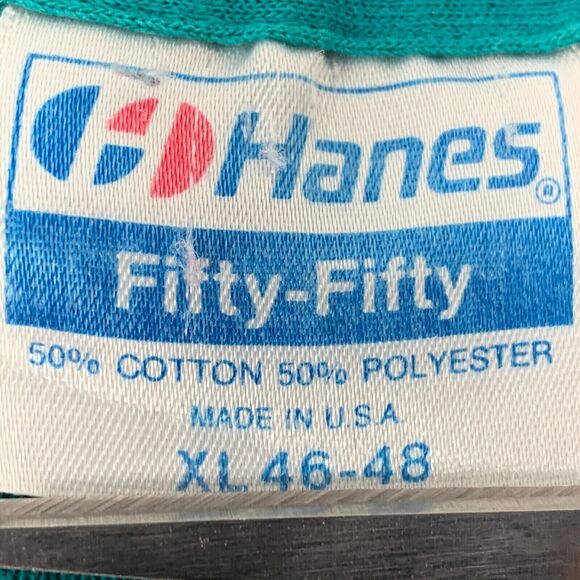 Hanes®
Fifty-Fifty
50% COTTON 50% POLYESTER
MADE IN U.S.A.
XL 46-48